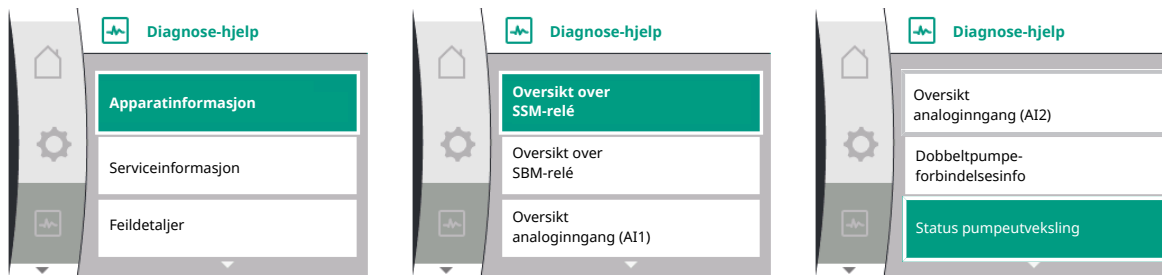 Diagnose-hjelp
Apparatinformasjon
Serviceinformasjon
Feildetaljer
Diagnose-hjelp
Oversikt over
SSM-relé
Oversikt over
SBM-relé
Oversikt
analoginngang (AI1)
Diagnose-hjelp
Oversikt
analoginngang (AI2)
Dobbeltpumpe-
forbindelsesinfo
Status pumpeutveksling